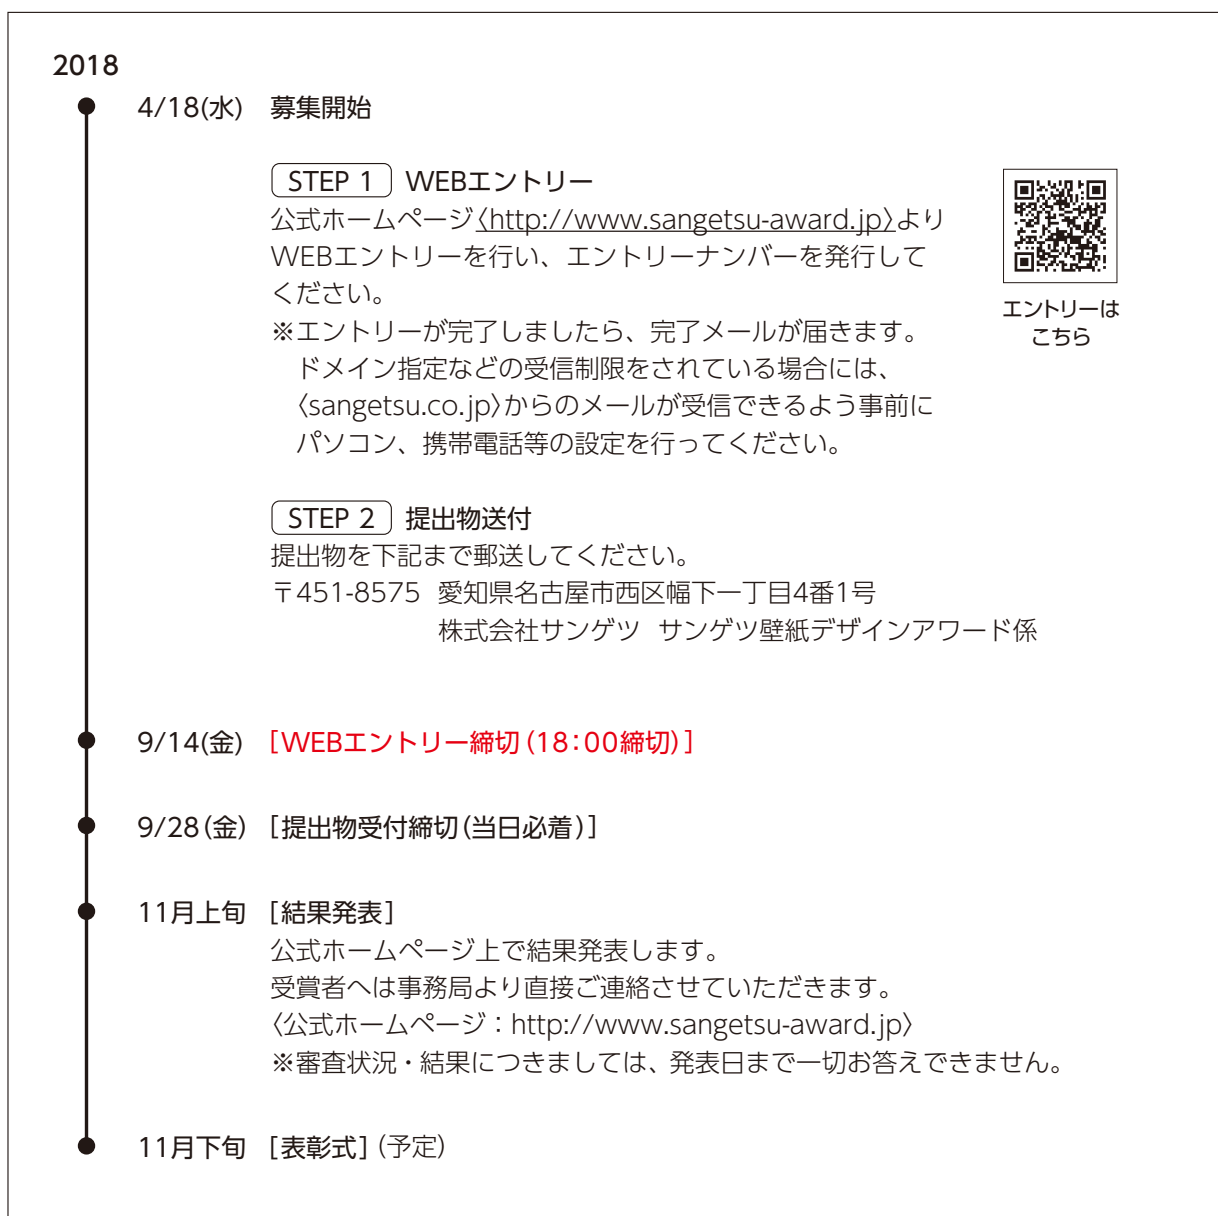 2018
4/18(水) 募集開始
STEP 1 WEBエントリー
公式ホームページ〈http://www.sangetsu-award.jp〉より
WEBエントリーを行い、エントリーナンバーを発行して
ください。
※エントリーが完了しましたら、完了メールが届きます。
ドメイン指定などの受信制限をされている場合には、
〈sangetsu.co.jp〉からのメールが受信できるよう事前に
パソコン、携帯電話等の設定を行ってください。
エントリーは
こちら
STEP 2 提出物送付
提出物を下記まで郵送してください。
〒451-8575 愛知県名古屋市西区幅下一丁目4番1号
株式会社サンゲツ サンゲツ壁紙デザインアワード係
9/14(金) [WEBエントリー締切(18:00締切)]
9/28(金) [提出物受付締切(当日必着)]
11月上旬 [結果発表]
公式ホームページ上で結果発表します。
受賞者へは事務局より直接ご連絡させていただきます。
〈公式ホームページ：http://www.sangetsu-award.jp〉
※審査状況・結果につきましては、発表日まで一切お答えできません。
11月下旬 [表彰式](予定)